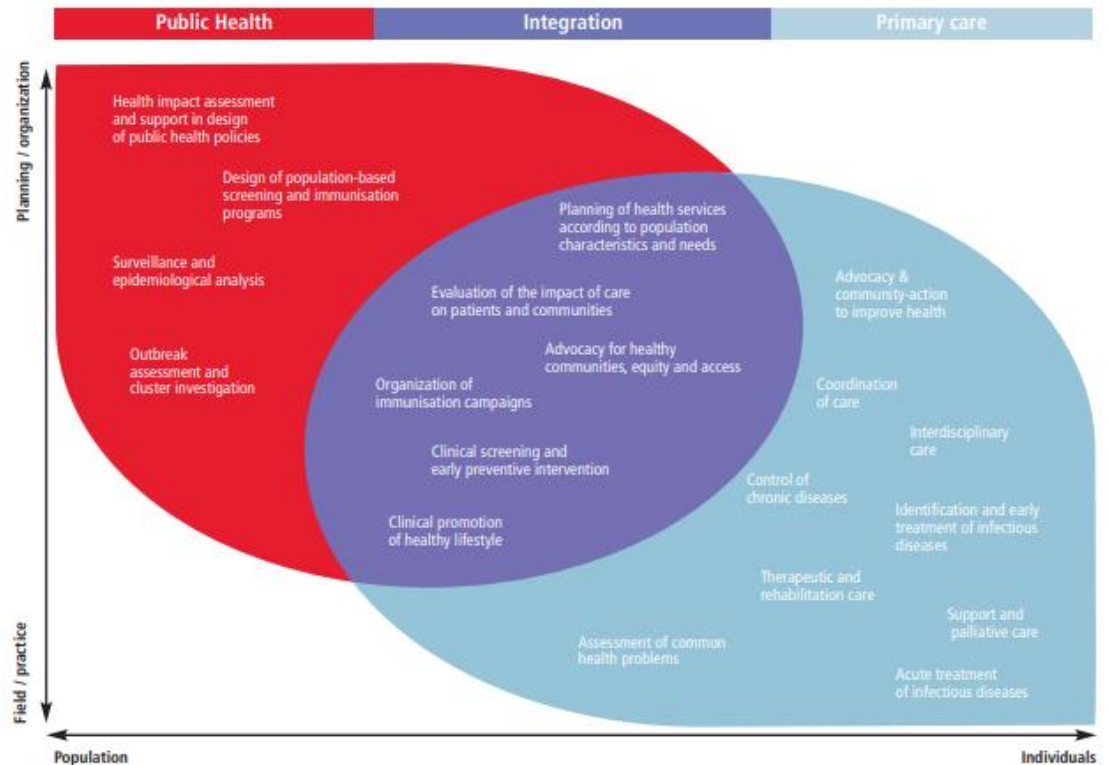 Public Health
Integration
Primary care
Planning / organization
Health impact assessment
and support in design
of public health policies
Design of population-based
screening and immunisation
programs
Surveillance and
epidemiological analysis
Outbreak
assessment and
cluster investigation
Planning of health services
according to population
characteristics and needs
Evaluation of the impact of care
on patients and communities
Advocacy for healthy
communities, equity and access
Organization of
immunisation campaigns
Clinical screening and
early preventive intervention
Clinical promotion
of healthy lifestyle
Advocacy &
community-action
to improve health
Coordination
of care
Interdisciplinary
care
Control of
chronic diseases
Identification and early
treatment of infectious
diseases
Therapeutic and
rehabilitation care
Support and
palliative care
Assessment of common
health problems
Acute treatment
of infectious diseases
Field / practice
Population
Individuals